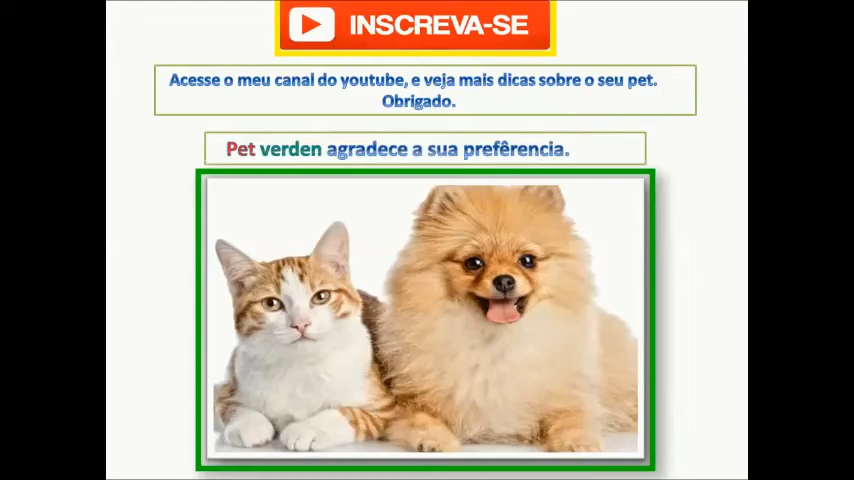 INSCREVA-SE
Acesse o meu canal do youtube, e veja mais dicas sobre o seu pet.
Obrigado.
Pet verden agradece a sua prefêrencia.